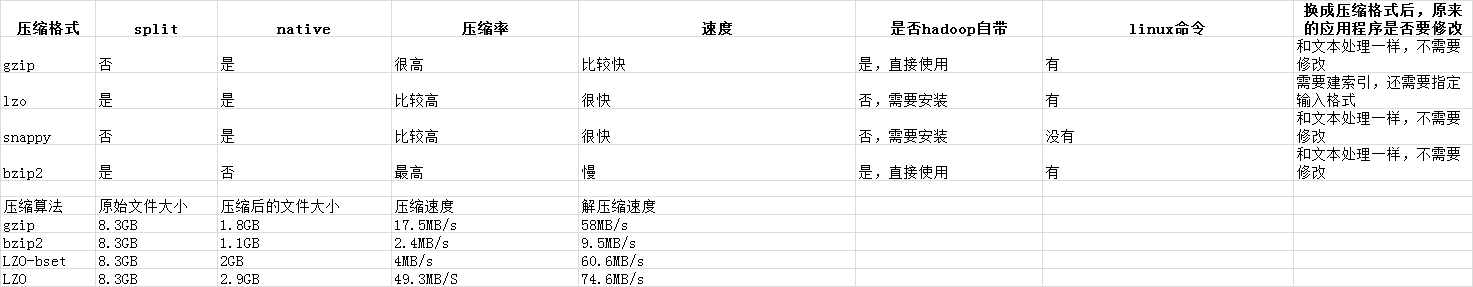 压缩格式 split native 压缩率 速度 是否hadoop自带 linux命令 换成压缩格式后，原来的应用程序是否要修改
gzip 否 是 很高 比较快 是，直接使用 有 和文本处理一样，不需要修改
lzo 是 是 比较高 很快 否，需要安装 有 需要建索引，还需要指定输入格式
snappy 否 是 比较高 很快 否，需要安装 没有 和文本处理一样，不需要修改
bzip2 是 否 最高 慢 是，直接使用 有 和文本处理一样，不需要修改
压缩算法 原始文件大小 压缩后的文件大小 压缩速度 解压缩速度
gzip 8.3GB 1.8GB 17.5MB/s 58MB/s
bzip2 8.3GB 1.1GB 2.4MB/s 9.5MB/s
LZO-bset 8.3GB 2GB 4MB/s 60.6MB/s
LZO 8.3GB 2.9GB 49.3MB/S 74.6MB/s